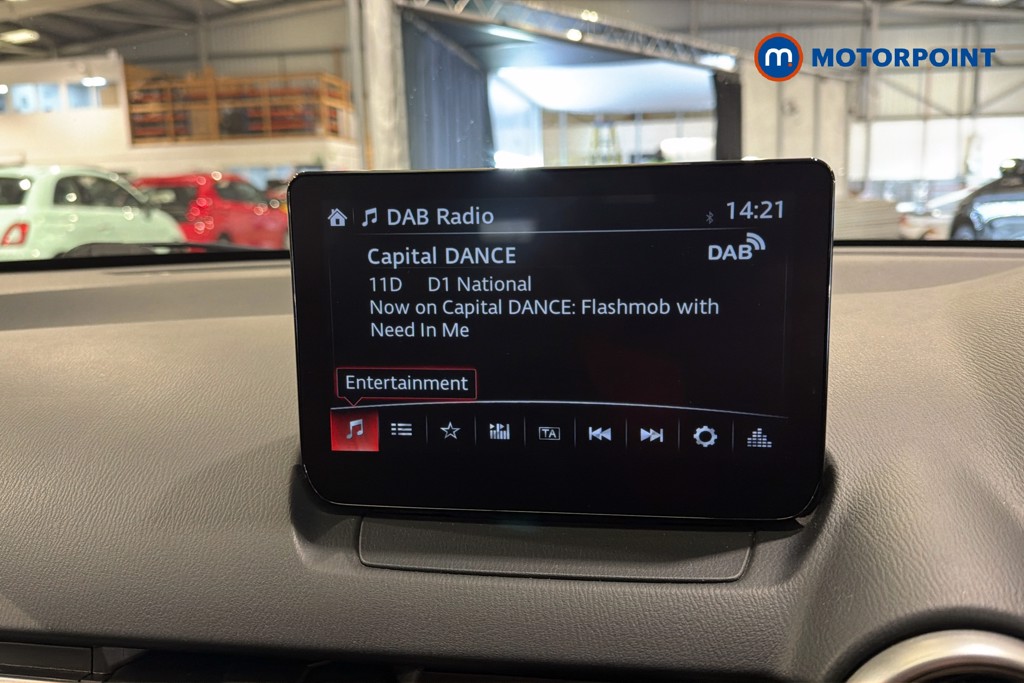 m.
MOTORPOINT
DAB Radio
14:21
Capital DANCE
DAB
11D D1 National
Now on Capital DANCE: Flashmob with
Need In Me
Entertainment
TA